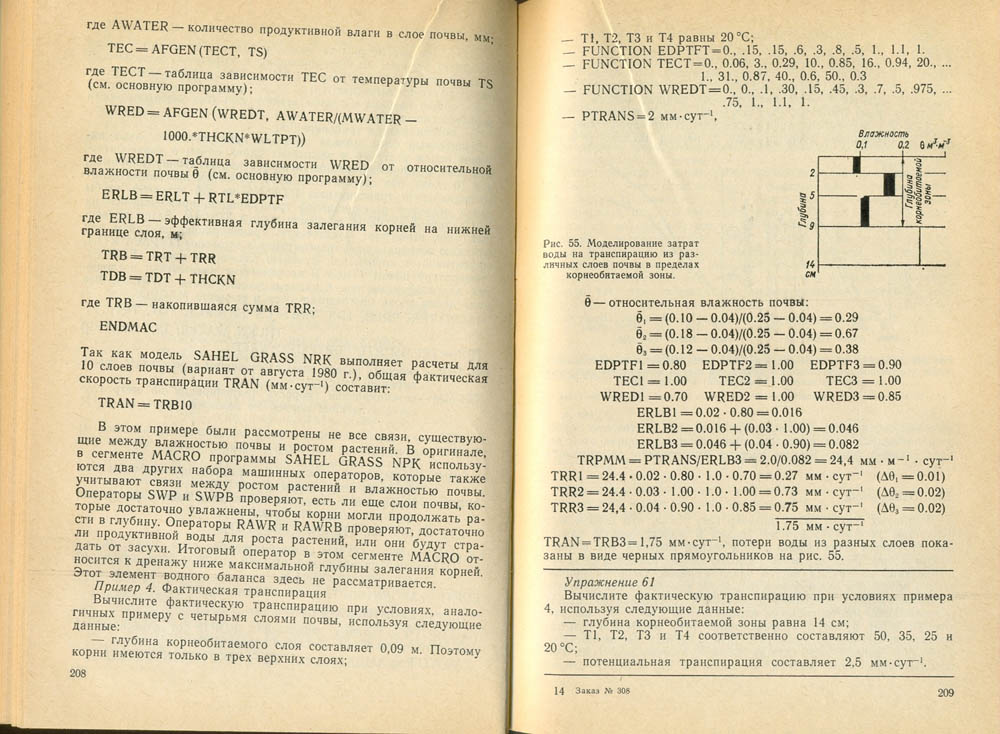 где AWATER — количество продуктивной влаги в слое почвы, мм;
TEC = AFGEN (TECT, TS)
где TECT — таблица зависимости TEC от температуры почвы TS
(см. основную программу);
WRED = AFGEN (WREDT, AWATER/(MWATER —
1000.*THCKN*WLTPT))
где WREDT — таблица зависимости WRED от относительной
влажности почвы θ (см. основную программу);
ERLB = ERLT + RTL*EDPTF
где ERLB — эффективная глубина залегания корней на нижней
границе слоя, м;
TRB = TRT + TRR
TDB = TDT + THCKN
где TRB — накопившаяся сумма TRR;
ENDMAC
Так как модель SAHEL GRASS NRK выполняет расчеты для
10 слоев почвы (вариант от августа 1980 г.), общая фактическая
скорость транспирации TRAN (мм·сут⁻¹) составит:
TRAN = TRB10
В этом примере были рассмотрены не все связи, существую-
щие между влажностью почвы и ростом растений. В оригинале,
в сегменте MACRO программы SAHEL GRASS NPK использу-
ются два других набора машинных операторов, которые также
учитывают связи между ростом растений и влажностью почвы.
Операторы SWP и SWPB проверяют, есть ли еще слои почвы, ко-
торые достаточно увлажнены, чтобы корни могли продолжать ра-
сти в глубину. Операторы RAWR и RAWRB проверяют, достаточно
ли продуктивной воды для роста растений, или они будут стра-
дать от засухи. Итоговый оператор в этом сегменте MACRO от-
носится к дренажу ниже максимальной глубины залегания корней.
Этот элемент водного баланса здесь не рассматривается.
Пример 4. Фактическая транспирация
Вычислите фактическую транспирацию при условиях, анало-
гичных примеру с четырьмя слоями почвы, используя следующие
данные:
— глубина корнеобитаемого слоя составляет 0,09 м. Поэтому
корни имеются только в трех верхних слоях;
208
— T1, T2, T3 и T4 равны 20 °С;
— FUNCTION EDPTFT = 0., .15, .15, .6, .3, .8, .5, 1., 1.1, 1.
— FUNCTION TECT = 0., 0.06, 3., 0.29, 10., 0.85, 16., 0.94, 20., ...
1., 31., 0.87, 40., 0.6, 50., 0.3
— FUNCTION WREDT = 0., 0., .1, .30, .15, .45, .3, .7, .5, .975, ...
.75, 1., 1.1, 1.
— PTRANS = 2 мм·сут⁻¹,
Влажность
0,1 0,2 θ м³·м⁻³
2
5
9
14
см
Глубина
Глубина корнеобитаемой зоны
Рис. 55. Моделирование затрат
воды на транспирацию из раз-
личных слоев почвы в пределах
корнеобитаемой зоны.
θ̄ — относительная влажность почвы:
θ̄₁ = (0.10 — 0.04)/(0.25 — 0.04) = 0.29
θ̄₂ = (0.18 — 0.04)/(0.25 — 0.04) = 0.67
θ̄₃ = (0.12 — 0.04)/(0.25 — 0.04) = 0.38
EDPTF1 = 0.80 EDPTF2 = 1.00 EDPTF3 = 0.90
TEC1 = 1.00 TEC2 = 1.00 TEC3 = 1.00
WRED1 = 0.70 WRED2 = 1.00 WRED3 = 0.85
ERLB1 = 0.02 · 0.80 = 0.016
ERLB2 = 0.016 + (0.03 · 1.00) = 0.046
ERLB3 = 0.046 + (0.04 · 0.90) = 0.082
TRPMM = PTRANS/ERLB3 = 2.0/0.082 = 24,4 мм · м⁻¹ · сут⁻¹
TRR1 = 24.4 · 0.02 · 0.80 · 1.0 · 0.70 = 0.27 мм · сут⁻¹ (Δθ₁ = 0.01)
TRR2 = 24.4 · 0.03 · 1.00 · 1.0 · 1.00 = 0.73 мм · сут⁻¹ (Δθ₂ = 0.02)
TRR3 = 24,4 · 0.04 · 0.90 · 1.0 · 0.85 = 0.75 мм · сут⁻¹ (Δθ₃ = 0.02)
1.75 мм · сут⁻¹
TRAN = TRB3 = 1,75 мм·сут⁻¹, потери воды из разных слоев пока-
заны в виде черных прямоугольников на рис. 55.
Упражнение 61
Вычислите фактическую транспирацию при условиях примера
4, используя следующие данные:
— глубина корнеобитаемой зоны равна 14 см;
— T1, T2, T3 и T4 соответственно составляют 50, 35, 25 и
20 °С;
— потенциальная транспирация составляет 2,5 мм·сут⁻¹.
14 Заказ № 308
209